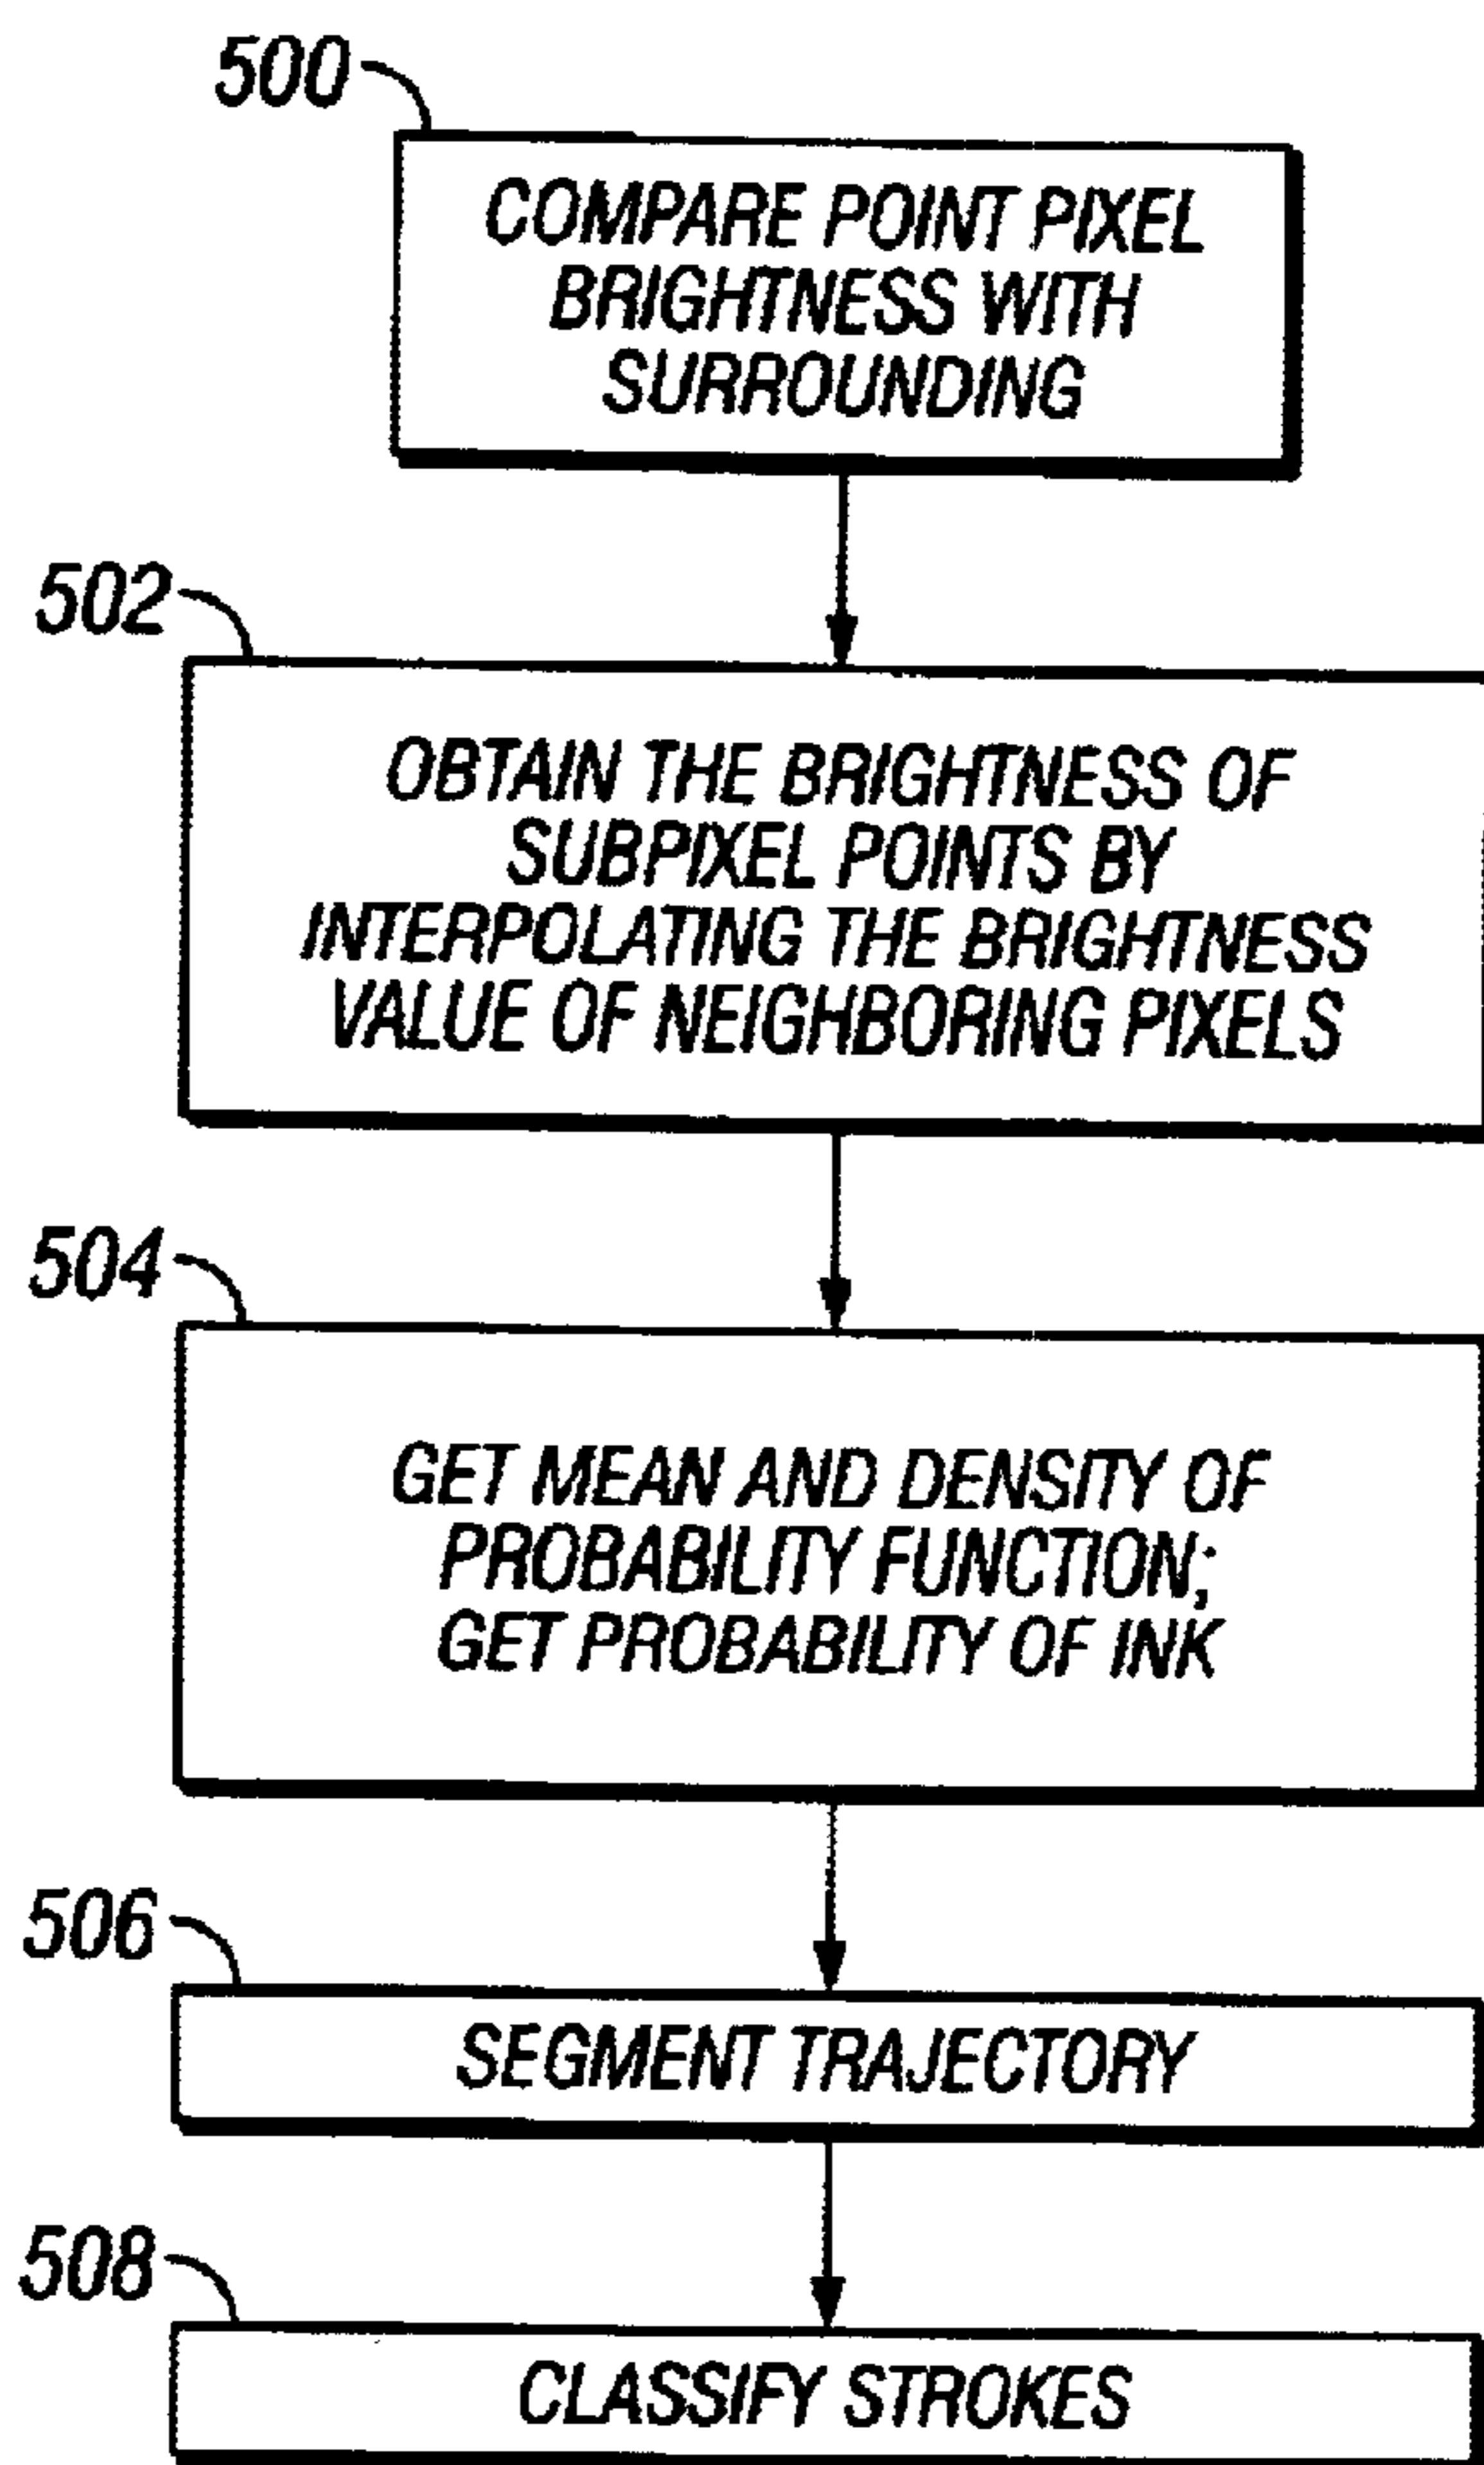 500
COMPARE POINT PIXEL
BRIGHTNESS WITH
SURROUNDING
502
OBTAIN THE BRIGHTNESS OF
SUBPIXEL POINTS BY
INTERPOLATING THE BRIGHTNESS
VALUE OF NEIGHBORING PIXELS
504
GET MEAN AND DENSITY OF
PROBABILITY FUNCTION;
GET PROBABILITY OF INK
506
SEGMENT TRAJECTORY
508
CLASSIFY STROKES